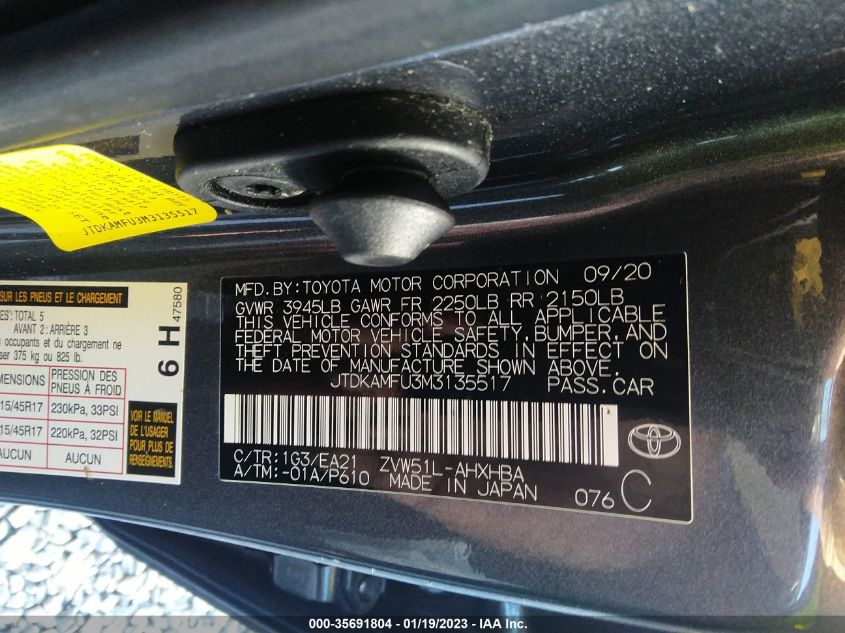 JTDKAMFU3M3135517
SUR LES PNEUS ET LE CHARGEMENT
47580
6 H
TOTAL 5
AVANT 2 : ARRIÈRE 3
occupants et du chargement ne
375 kg ou 825 lb.
PRESSION DES
PNEUS À FROID
15/45R17 230kPa, 33PSI
15/45R17 220kPa, 32PSI
AUCUN
VOIR LE MANUEL
DE L'USAGER
POUR PLUS DE
RENSEIGNEMENTS
MFD.BY:TOYOTA MOTOR CORPORATION 09/20
GVWR 3945LB GAWR FR 2250LB RR 2150LB
THIS VEHICLE CONFORMS TO ALL APPLICABLE
FEDERAL MOTOR VEHICLE SAFETY,BUMPER,AND
THEFT PREVENTION STANDARDS IN EFFECT ON
THE DATE OF MANUFACTURE SHOWN ABOVE.
JTDKAMFU3M3135517 PASS.CAR
C/TR:1G3/EA21 ZVW51L-AHXHBA
A/TM:-01A/P610 MADE IN JAPAN 076 C
000-35691804 | 01/19/2023 - IAA Inc.